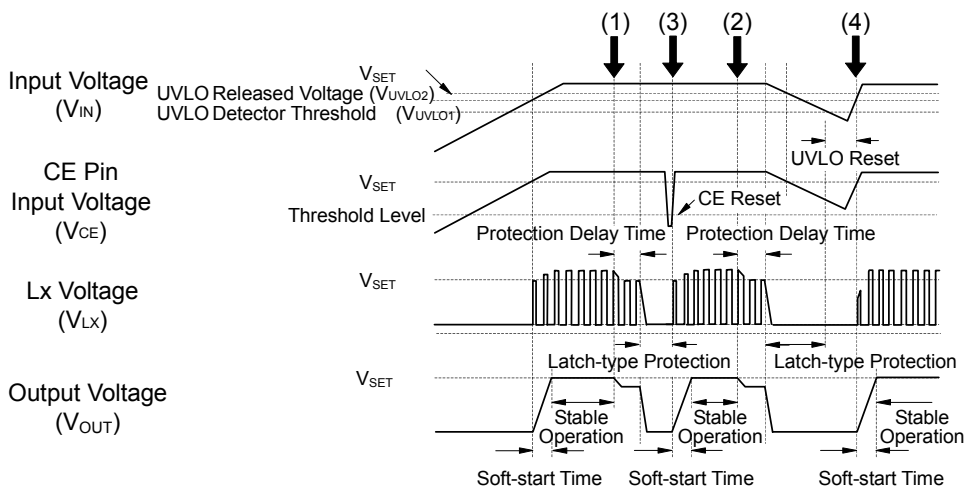 (1) (3) (2) (4)
Input Voltage
(VIN)
VSET
UVLO Released Voltage (VUVLO2)
UVLO Detector Threshold (VUVLO1)
UVLO Reset
CE Pin
Input Voltage
(VCE)
VSET
Threshold Level
CE Reset
Protection Delay Time Protection Delay Time
Lx Voltage
(VLX)
VSET
Latch-type Protection Latch-type Protection
Output Voltage
(VOUT)
VSET
Stable Stable Stable
Operation Operation Operation
Soft-start Time Soft-start Time Soft-start Time